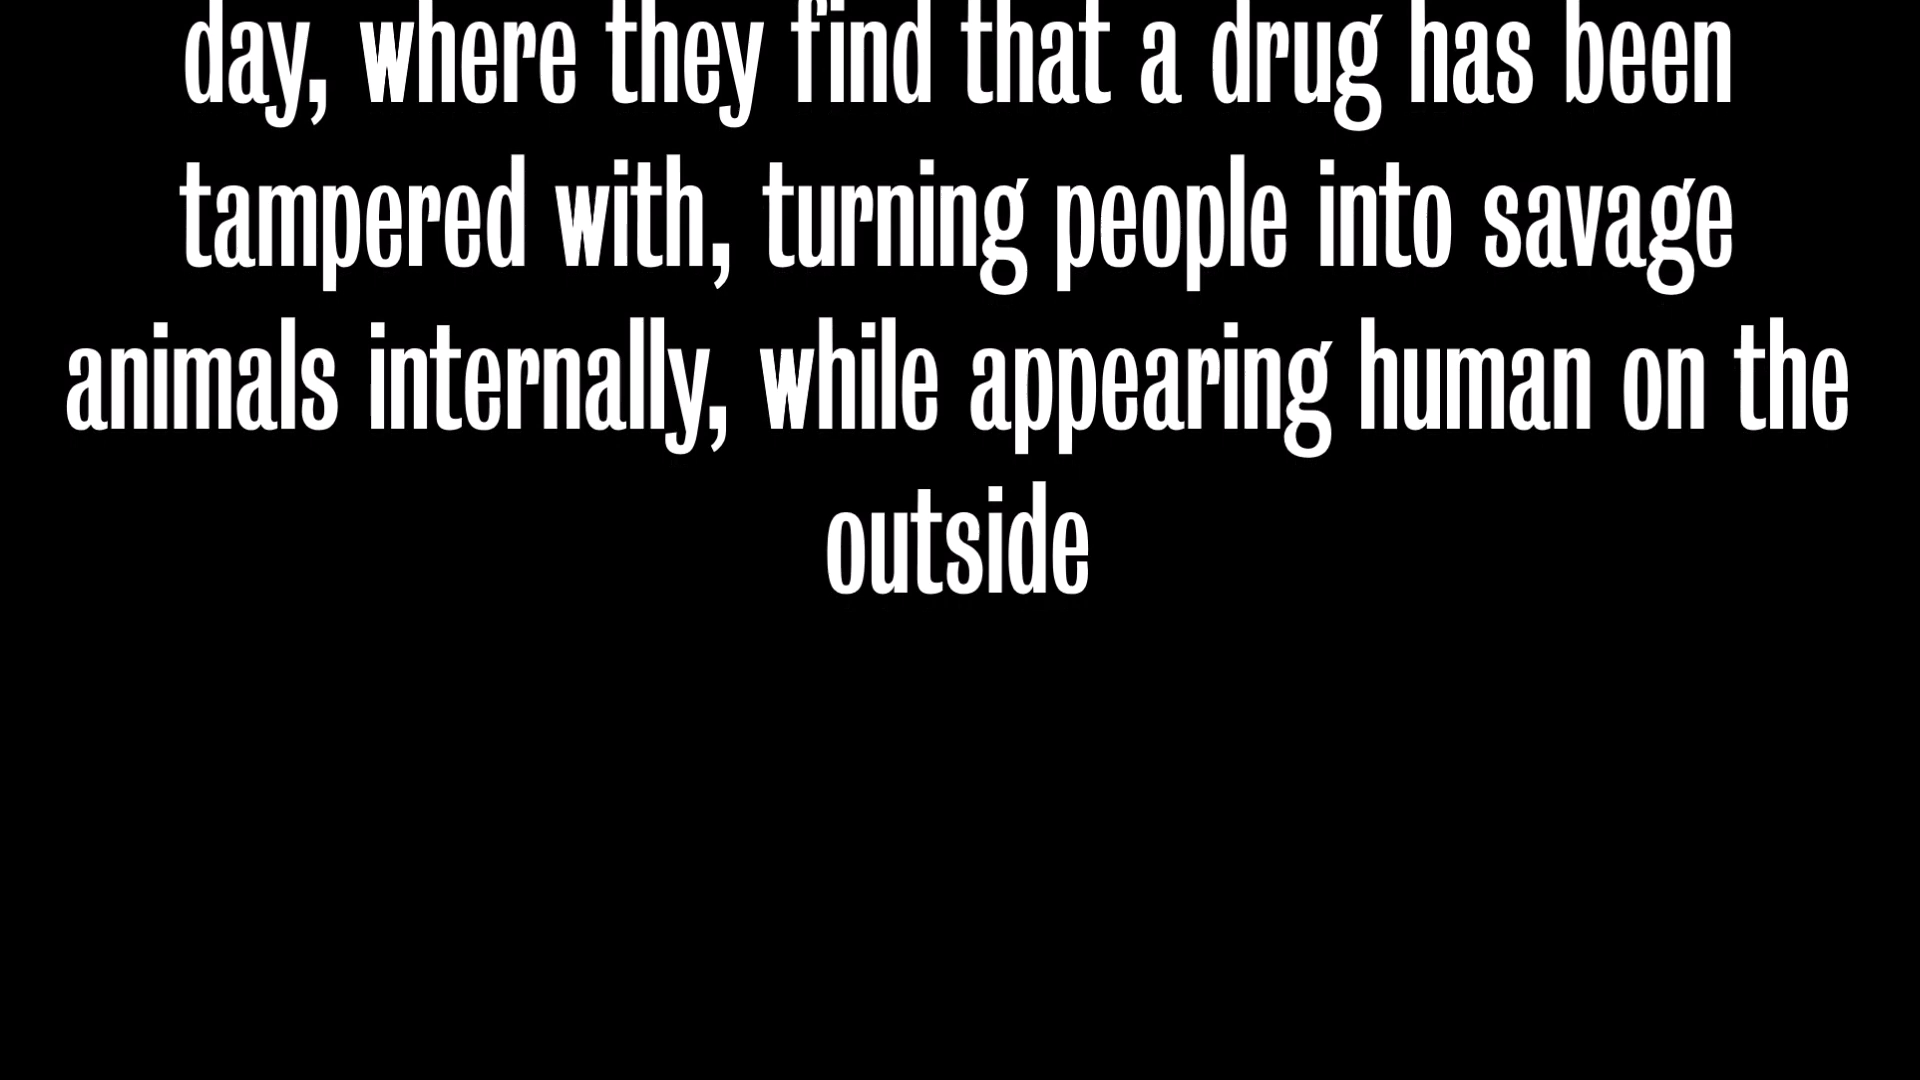 day, where they find that a drug has been
tampered with, turning people into savage
animals internally, while appearing human on the
outside